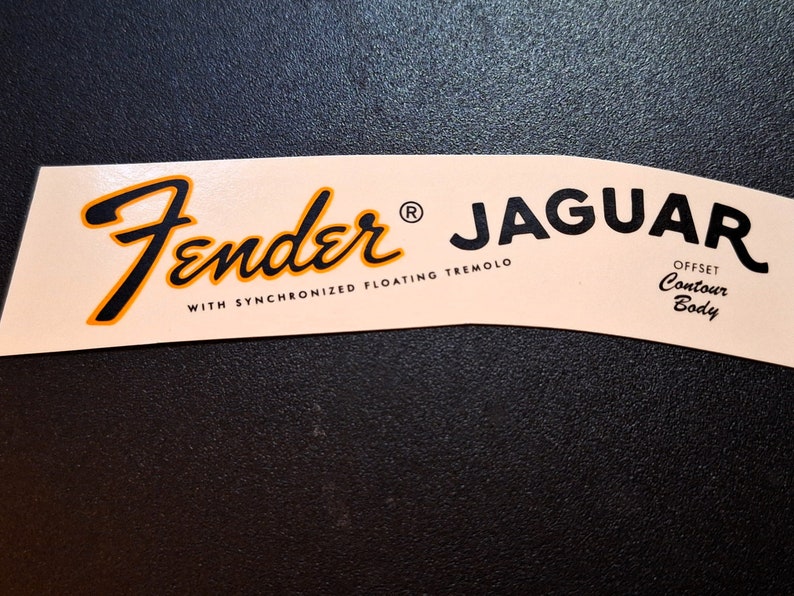 Fender® JAGUAR
WITH SYNCHRONIZED FLOATING TREMOLO
OFFSET
Contour
Body